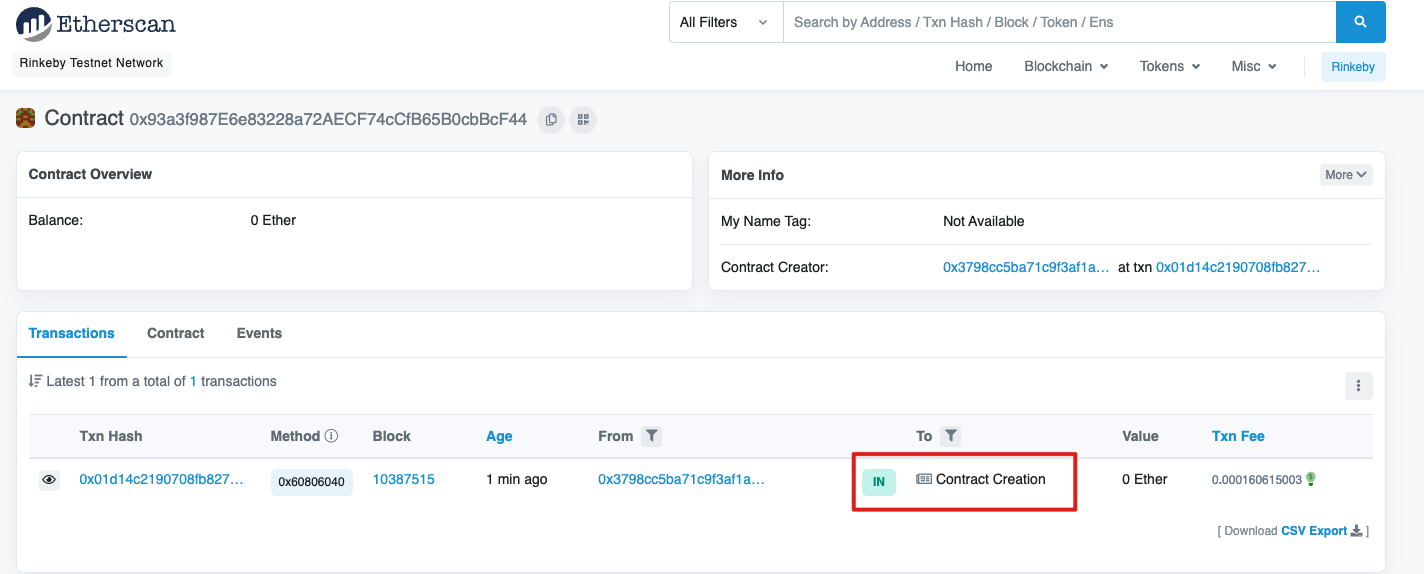 Etherscan
All Filters Search by Address / Txn Hash / Block / Token / Ens
Rinkeby Testnet Network
Home Blockchain Tokens Misc Rinkeby
Contract 0x93a3f987E6e83228a72AECF74cCfB65B0cbBcF44
Contract Overview
Balance: 0 Ether
More Info More
My Name Tag: Not Available
Contract Creator: 0x3798cc5ba71c9f3af1a... at txn 0x01d14c2190708fb827...
Transactions Contract Events
Latest 1 from a total of 1 transactions
Txn Hash Method Block Age From To Value Txn Fee
0x01d14c2190708fb827... 0x60806040 10387515 1 min ago 0x3798cc5ba71c9f3af1a... IN Contract Creation 0 Ether 0.000160615003
[ Download CSV Export ]